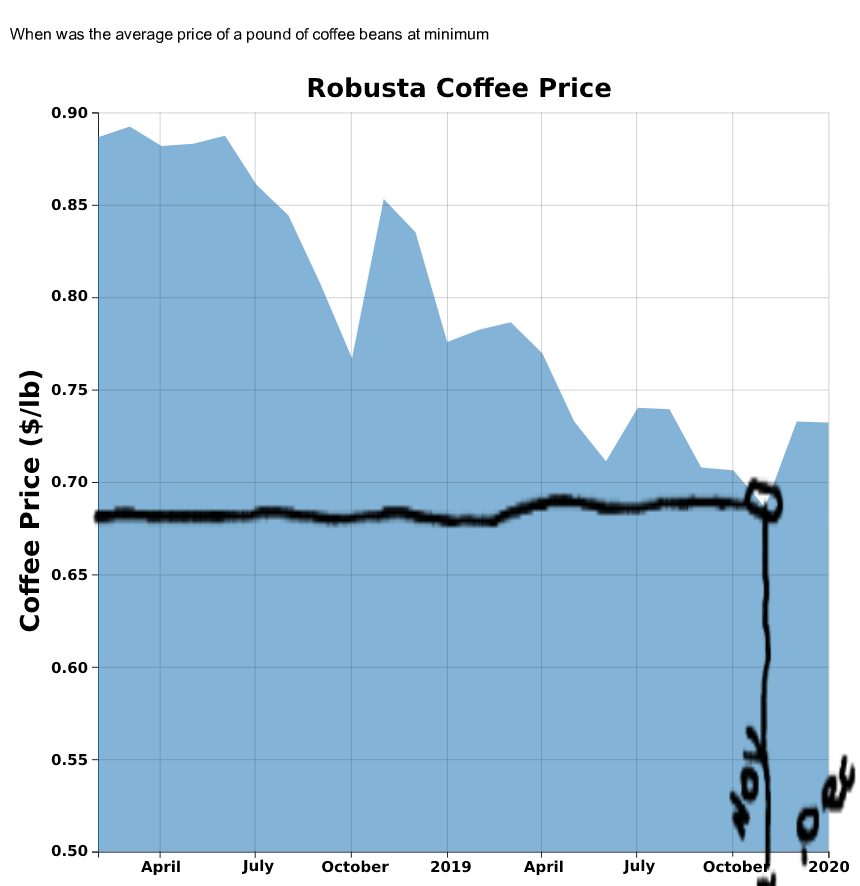 When was the average price of a pound of coffee beans at minimum
Robusta Coffee Price
0.90
0.85
0.80
0.75
0.70
0.65
0.60
0.55
0.50
Coffee Price ($/lb)
Nov
Dec
April
July
October
2019
April
July
October
2020